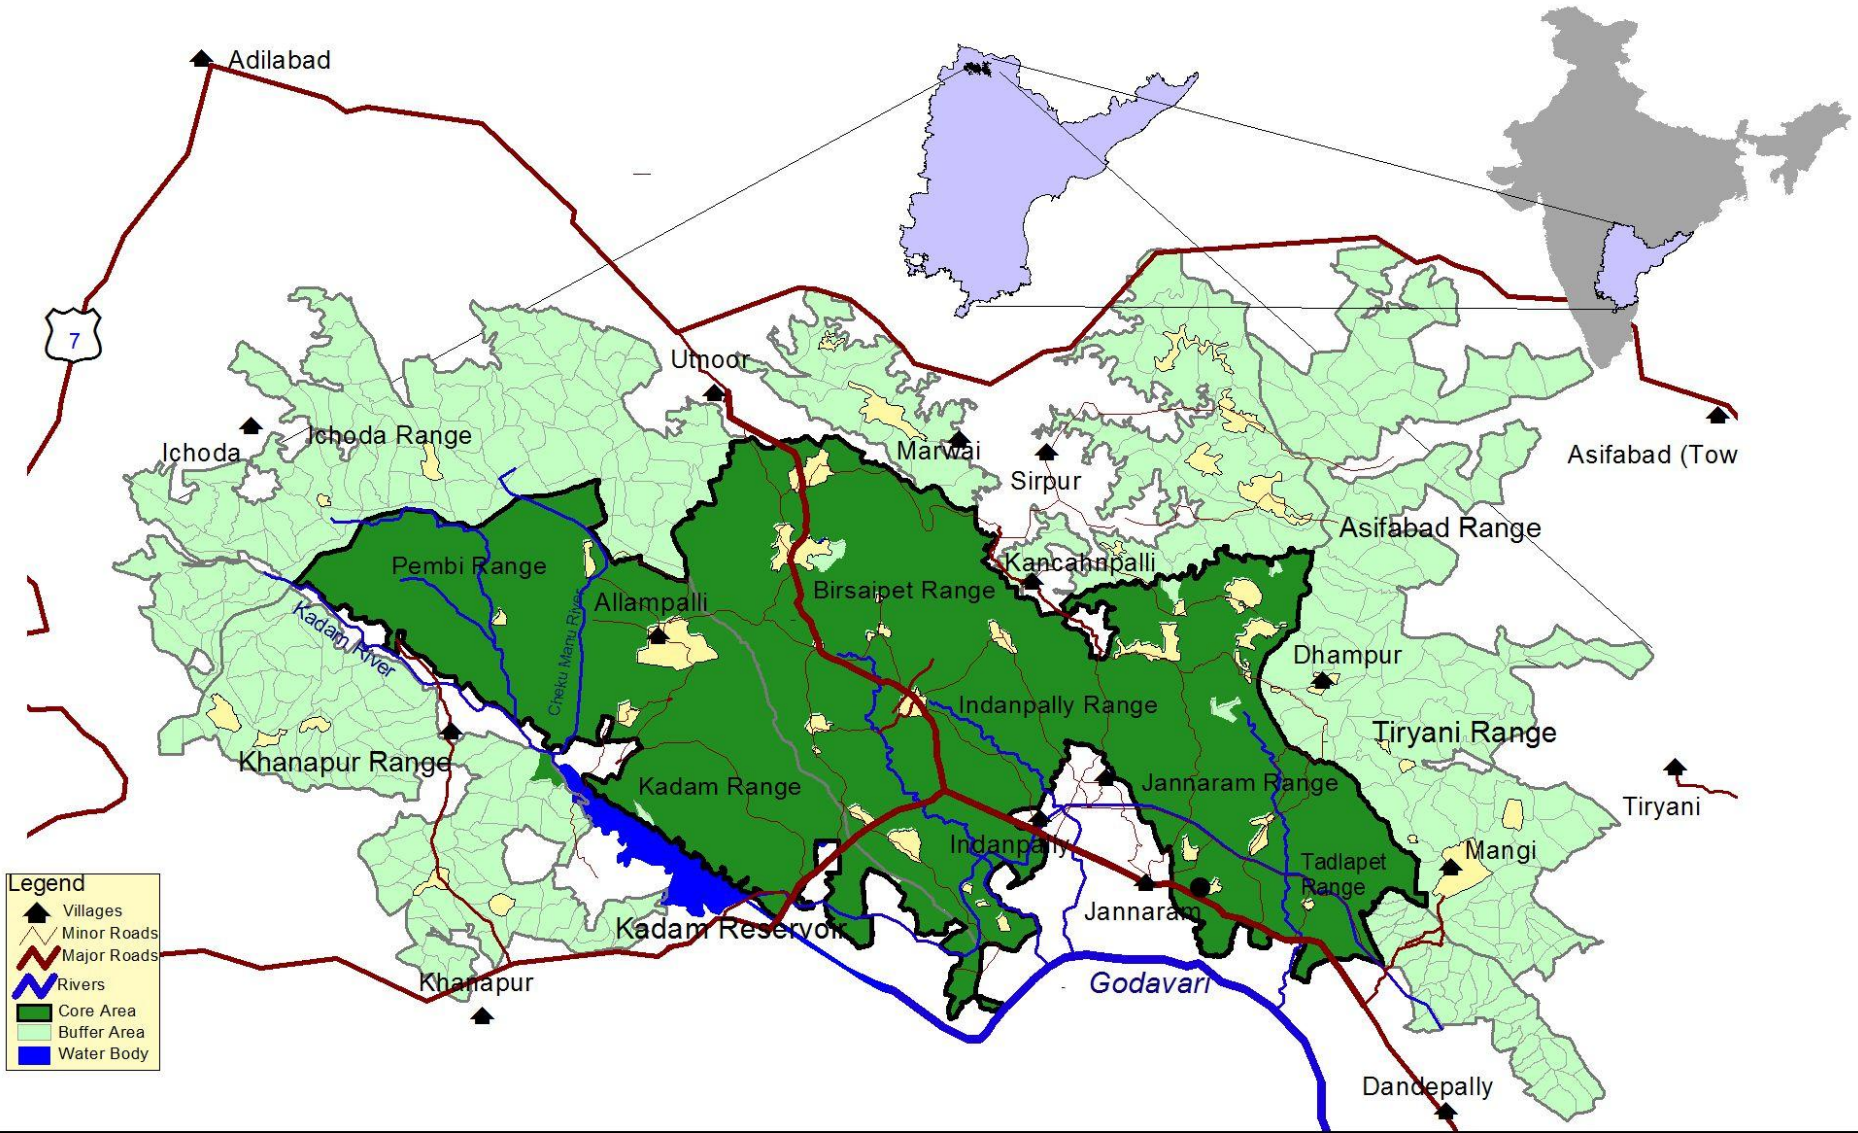 Adilabad
7
Utnoor
Ichoda
Ichoda Range
Marwai
Sirpur
Asifabad (Tow
Asifabad Range
Pembi Range
Allampalli
Birsaipet Range
Kancahnpalli
Kadam River
Cheku Manu River
Dhampur
Indanpally Range
Tiryani Range
Khanapur Range
Kadam Range
Jannaram Range
Tiryani
Indanpally
Tadlapet
Range
Mangi
Jannaram
Kadam Reservoir
Khanapur
Godavari
Dandepally
Legend
Villages
Minor Roads
Major Roads
Rivers
Core Area
Buffer Area
Water Body